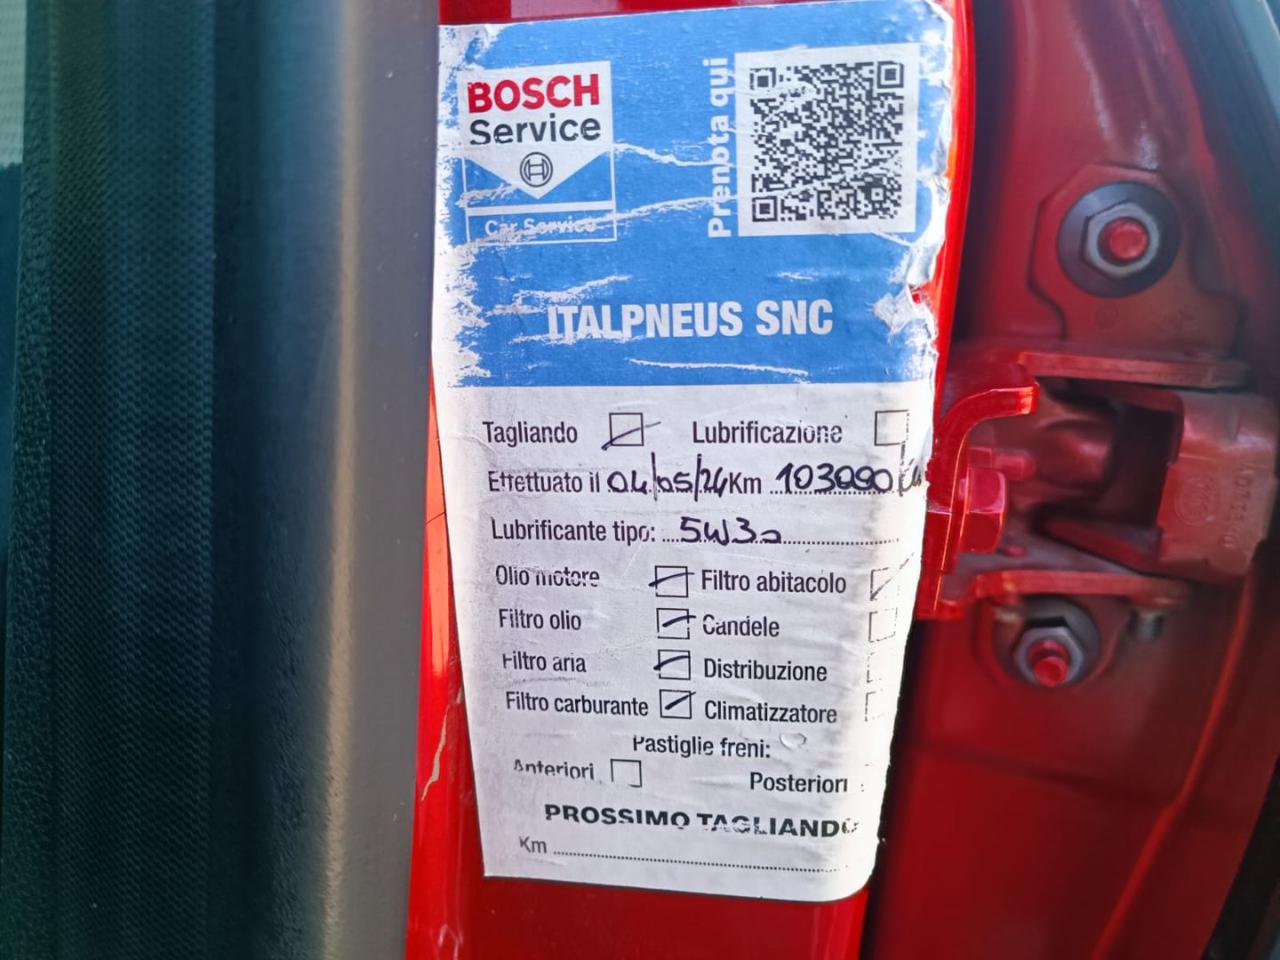 BOSCH
Service
Car Service
Prenota qui
ITALPNEUS SNC
Tagliando Lubrificazione
Effettuato il 04/05/24 Km 103090
Lubrificante tipo: 5W30
Olio motore Filtro abitacolo
Filtro olio Candele
Filtro aria Distribuzione
Filtro carburante Climatizzatore
Pastiglie freni:
Anteriori Posteriori
PROSSIMO TAGLIANDO
Km